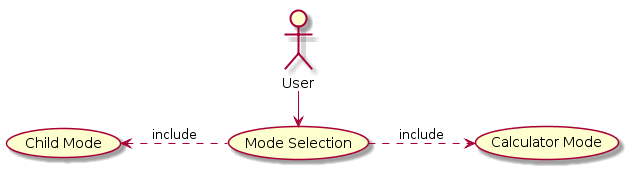 User
include
include
Child Mode
Mode Selection
Calculator Mode